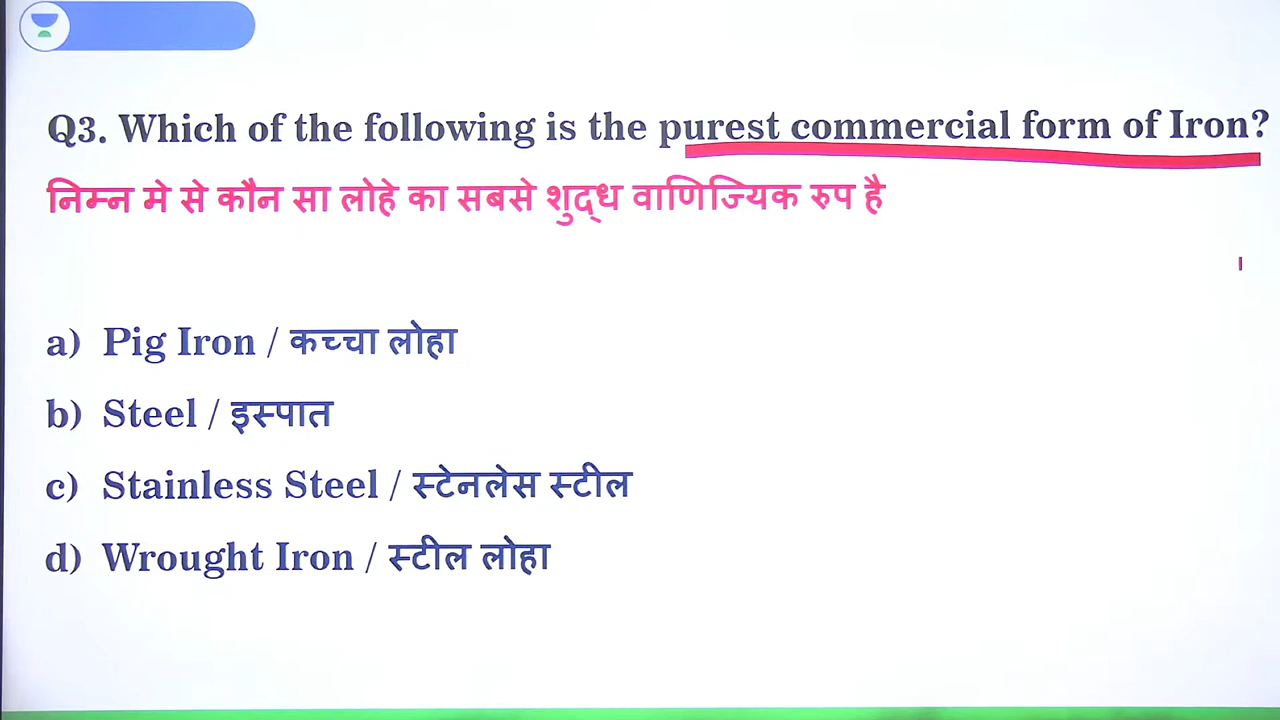 Q3. Which of the following is the purest commercial form of Iron?
निम्न मे से कौन सा लोहे का सबसे शुद्ध वाणिज्यिक रुप है
a) Pig Iron / कच्चा लोहा
b) Steel / इस्पात
c) Stainless Steel / स्टेनलेस स्टील
d) Wrought Iron / स्टील लोहा